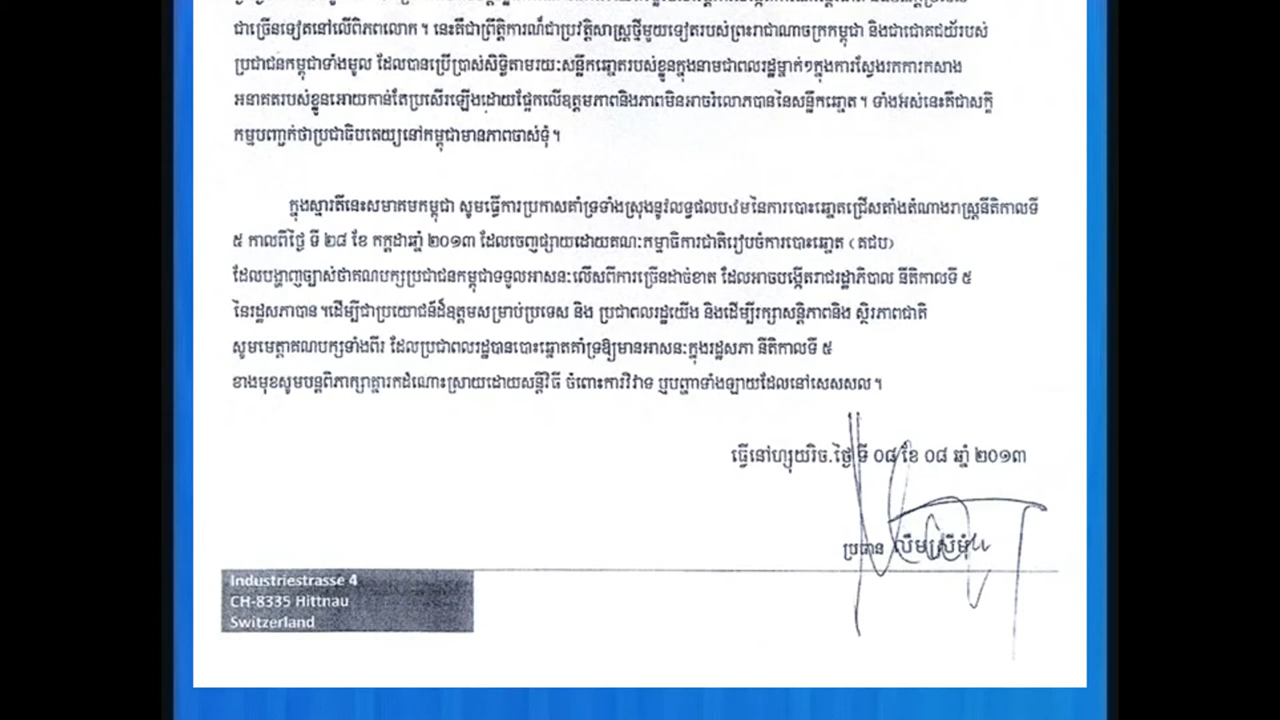 ជាច្រើនទៀតនៅលើពិភពលោក។ នេះគឺជាព្រឹត្តិការណ៍ជាប្រវត្តិសាស្ត្រថ្មីមួយទៀតរបស់ព្រះរាជាណាចក្រកម្ពុជា និងជាជោគជយ័របស់
ប្រជាជនកម្ពុជាទាំងមូល ដែលបានប្រើប្រាស់សិទ្ធិតាមរយៈសន្លឹកឆ្នោតរបស់ខ្លួនក្នុងនាមជាពលរដ្ឋម្នាក់ៗក្នុងការស្វែងរកការកសាង
អនាគតរបស់ខ្លួនអោយកាន់តែប្រសើរឡើងដោយផ្អែកលើឧត្តមភាពនិងភាពមិនអាចរំលោភបាននៃសន្លឹកឆ្នោត។ ទាំងអស់នេះគឺជាសក្ខី
កម្មបញ្ជាក់ថាប្រជាធិបតេយ្យនៅកម្ពុជាមានភាពចាស់ទុំ។
ក្នុងស្មារតីនេះសមាគមកម្ពុជា សូមធ្វើការប្រកាសគាំទ្រទាំងស្រុងនូវលទ្ធផលបឋមនៃការបោះឆ្នោតជ្រើសតាំងតំណាងរាស្ត្រនីតិកាលទី
៥ កាលពីថ្ងៃ ទី ២៨ ខែ កក្កដាឆ្នាំ ២០១៣ ដែលចេញផ្សាយដោយគណៈកម្មាធិការជាតិរៀបចំការបោះឆ្នោត (គជប)
ដែលបង្ហាញច្បាស់ថាគណបក្សប្រជាជនកម្ពុជាទទួលអាសនៈលើសពីការច្រើនដាច់ខាត ដែលអាចបង្កើតរាជរដ្ឋាភិបាល នីតិកាលទី ៥
នៃរដ្ឋសភាបាន។ដើម្បីជាប្រយោជន៍ដ៏ឧត្តមសម្រាប់ប្រទេស និង ប្រជាពលរដ្ឋយើង និងដើម្បីរក្សាសន្តិភាពនិង ស្ថិរភាពជាតិ
សូមមេត្តាគណបក្សទាំងពីរ ដែលប្រជាពលរដ្ឋបានបោះឆ្នោតគាំទ្រឱ្យមានអាសនៈក្នុងរដ្ឋសភា នីតិកាលទី ៥
ខាងមុខសូមបន្តពិភាក្សាគ្នារកដំណោះស្រាយដោយសន្តិវិធី ចំពោះការវិវាទ ឬបញ្ហាទាំងឡាយដែលនៅសេសសល។
ធ្វើនៅហ្ស៊ុយរិច.ថ្ងៃ ទី ០៨ ខែ ០៨ ឆ្នាំ ២០១៣
ប្រធាន លឹមស្រីមុំ
Industriestrasse 4
CH-8335 Hittnau
Switzerland